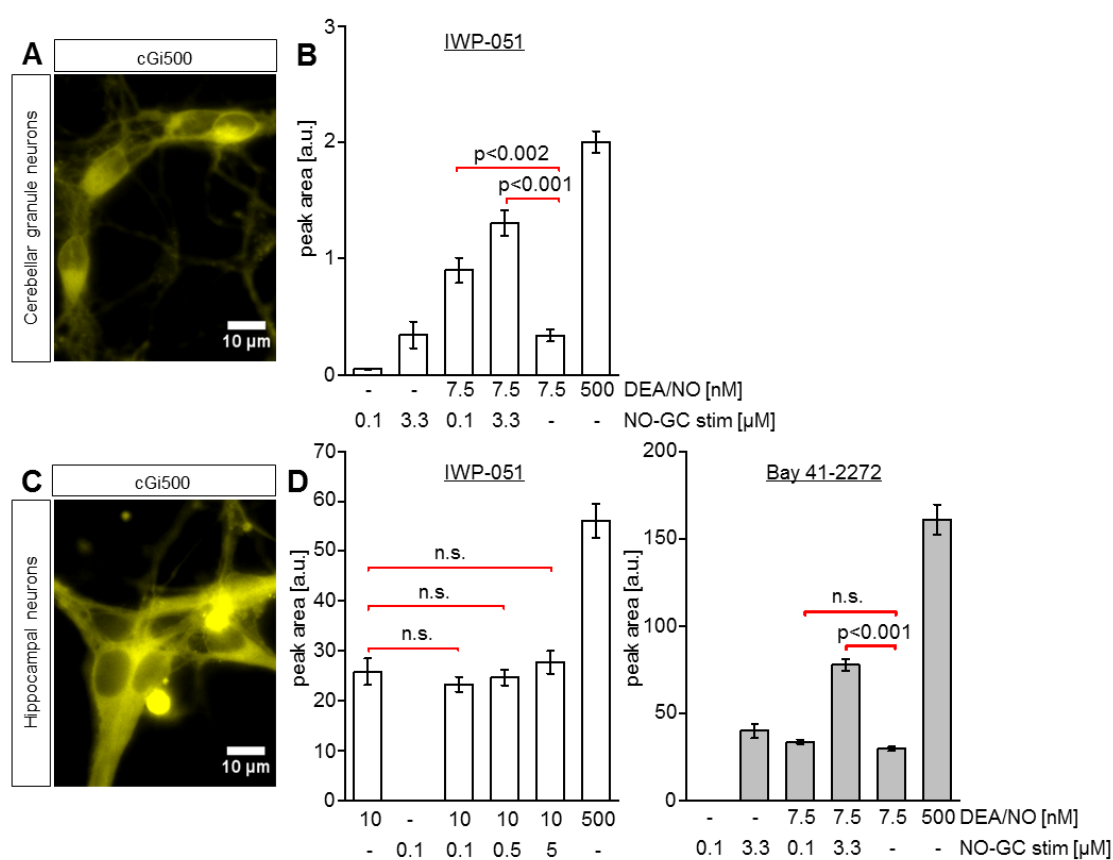 A
cGi500
Cerebellar granule neurons
10 µm
B
IWP-051
peak area [a.u.]
3
2
1
0
p<0.002
p<0.001
- - 7.5 7.5 7.5 500 DEA/NO [nM]
0.1 3.3 0.1 3.3 - - NO-GC stim [µM]
C
cGi500
Hippocampal neurons
10 µm
D
IWP-051
peak area [a.u.]
70
60
50
40
30
20
10
0
n.s.
n.s.
n.s.
10 - 10 10 10 500
- 0.1 0.1 0.5 5 -
Bay 41-2272
peak area [a.u.]
200
150
100
50
0
n.s.
p<0.001
- - 7.5 7.5 7.5 500 DEA/NO [nM]
0.1 3.3 0.1 3.3 - - NO-GC stim [µM]